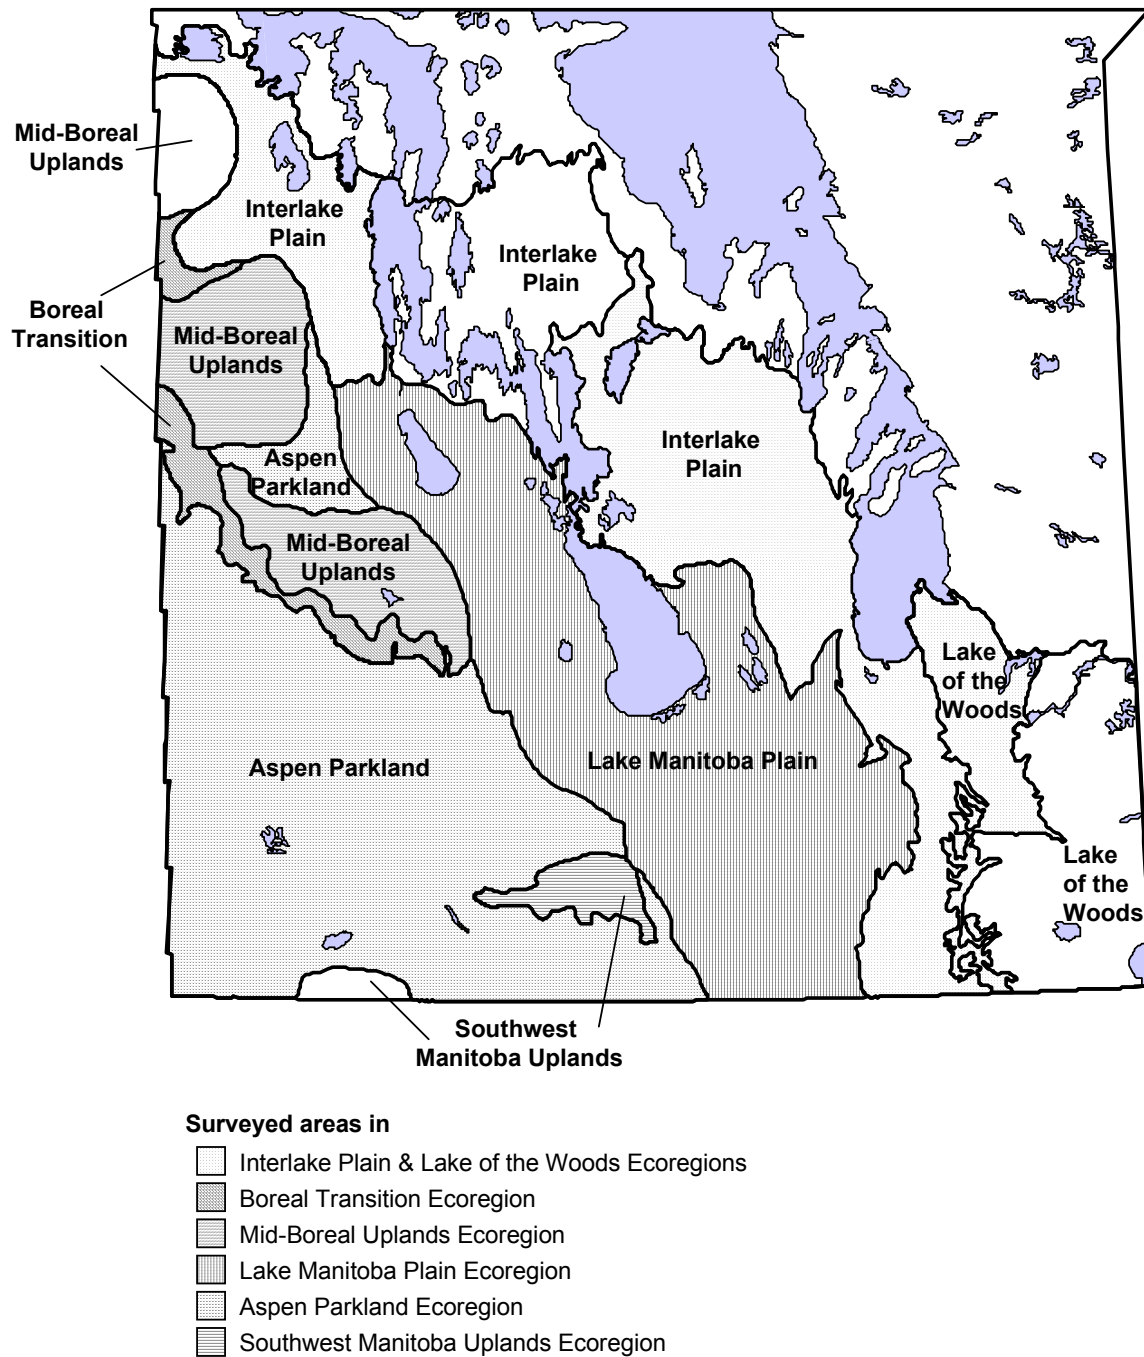 Mid-Boreal
Uplands
Interlake
Plain
Interlake
Plain
Boreal
Transition
Mid-Boreal
Uplands
Interlake
Plain
Aspen
Parkland
Mid-Boreal
Uplands
Lake
of the
Woods
Aspen Parkland
Lake Manitoba Plain
Lake
of the
Woods
Southwest
Manitoba Uplands
Surveyed areas in
Interlake Plain & Lake of the Woods Ecoregions
Boreal Transition Ecoregion
Mid-Boreal Uplands Ecoregion
Lake Manitoba Plain Ecoregion
Aspen Parkland Ecoregion
Southwest Manitoba Uplands Ecoregion